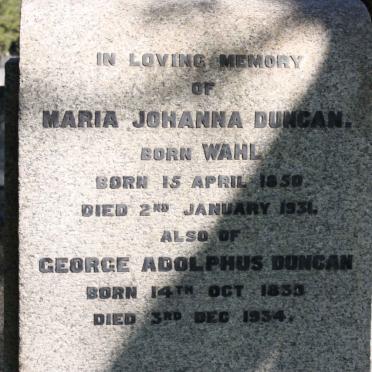 IN LOVING MEMORY
OF
MARIA JOHANNA DUNCAN.
BORN WAHL
BORN 15 APRIL 1850
DIED 2ND JANUARY 1931.
ALSO OF
GEORGE ADOLPHUS DUNCAN
BORN 14TH OCT 1853
DIED 3RD DEC 1934.